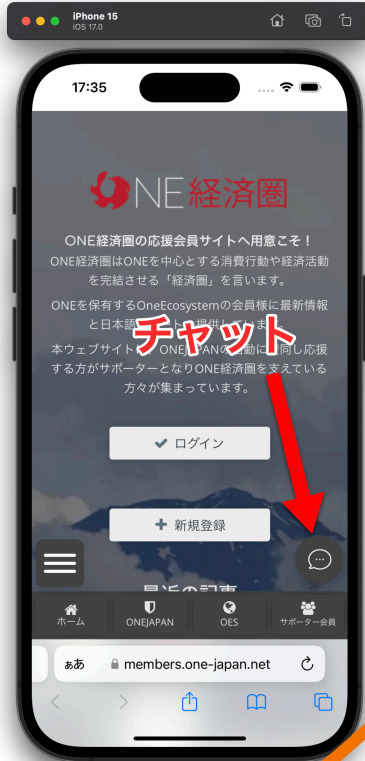 iPhone 15
iOS 17.0
17:35
ONE経済圏
ONE経済圏の応援会員サイトへ用意こそ！
ONE経済圏はONEを中心とする消費行動や経済活動
を完結させる「経済圏」を言います。
ONEを保有するOneEcosystemの会員様に最新情報
と日本語
チャット
本ウェブサイト
の活動に
同し応援
する方がサポーターとなりONE経済圏を支えている
方々が集まっています。
ログイン
新規登録
最近の記事
ホーム
ONEJAPAN
OES
サポーター会員
ぁあ
members.one-japan.net